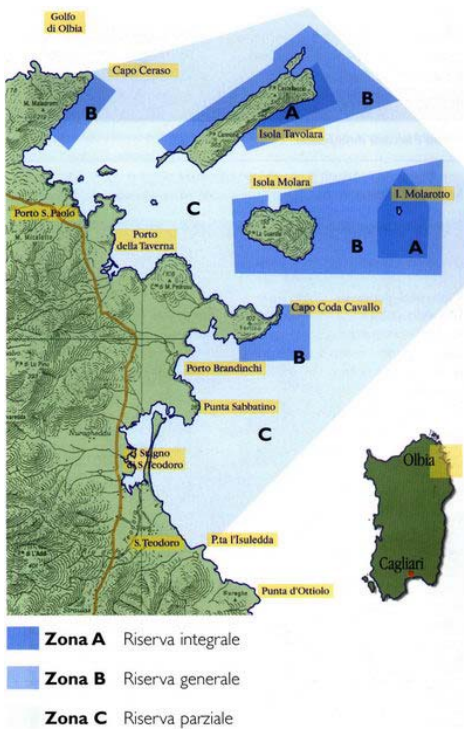 Golfo
di Olbia
Capo Ceraso
B
A
B
Isola Tavolara
Isola Molara
I. Molarotto
C
Porto S. Paolo
Porto
della Taverna
B
A
Capo Coda Cavallo
B
Porto Brandinchi
Punta Sabbatino
C
Stagno
di S. Teodoro
Olbia
S. Teodoro
P.ta l'Isuledda
Cagliari
Punta d'Ottiolo
Zona A Riserva integrale
Zona B Riserva generale
Zona C Riserva parziale